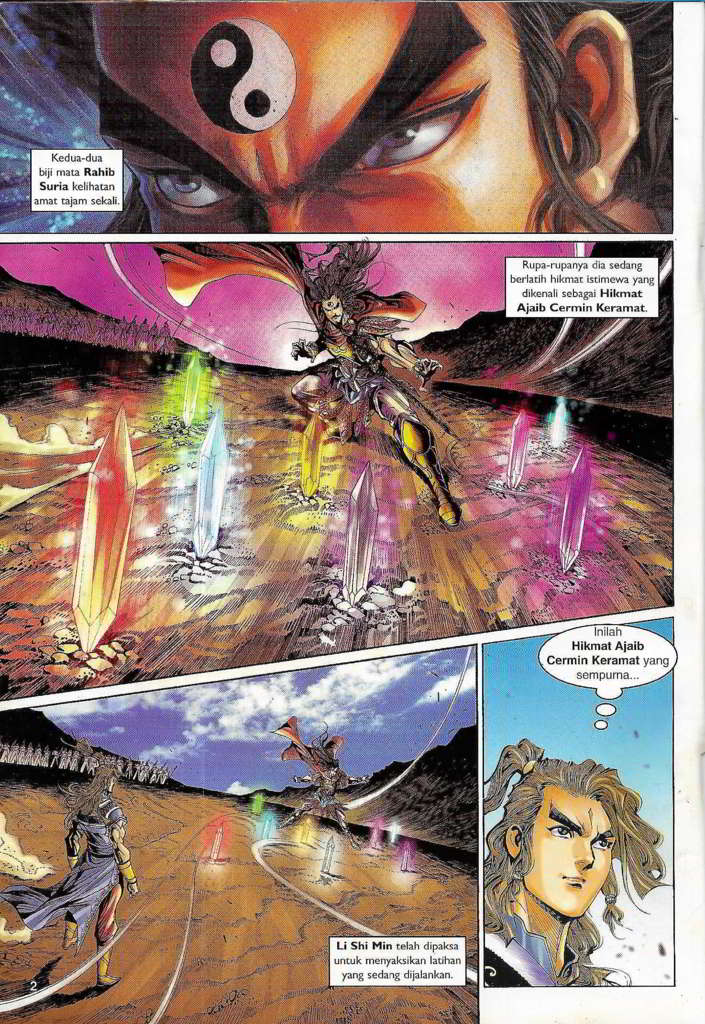 Kedua-dua
biji mata Rahib
Suria kelihatan
amat tajam sekali.
Rupa-rupanya dia sedang
berlatih hikmat istimewa yang
dikenali sebagai Hikmat
Ajaib Cermin Keramat.
Inilah
Hikmat Ajaib
Cermin Keramat yang
sempurna...
Li Shi Min telah dipaksa
untuk menyaksikan latihan
yang sedang dijalankan.
2